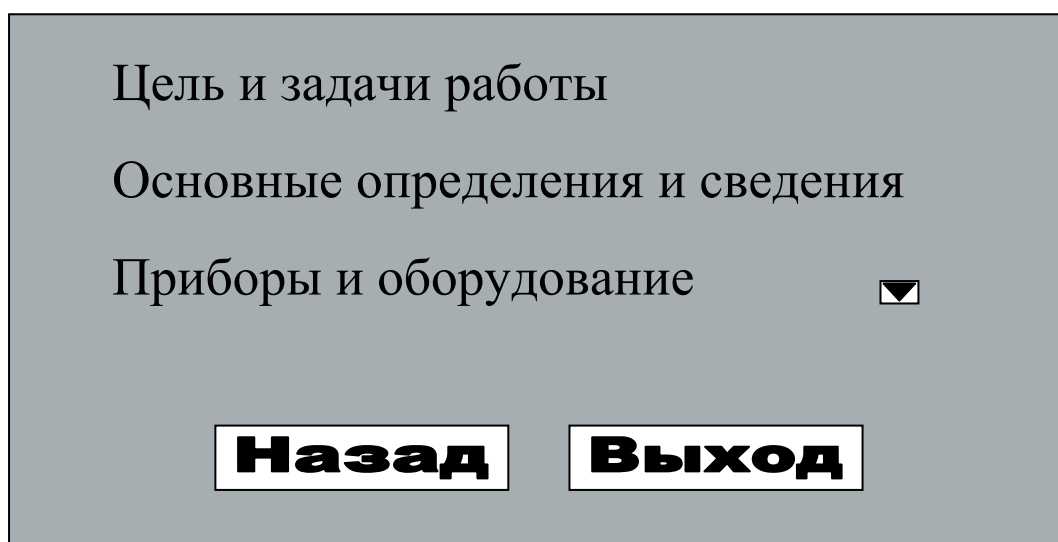 Цель и задачи работы
Основные определения и сведения
Приборы и оборудование
Назад Выход